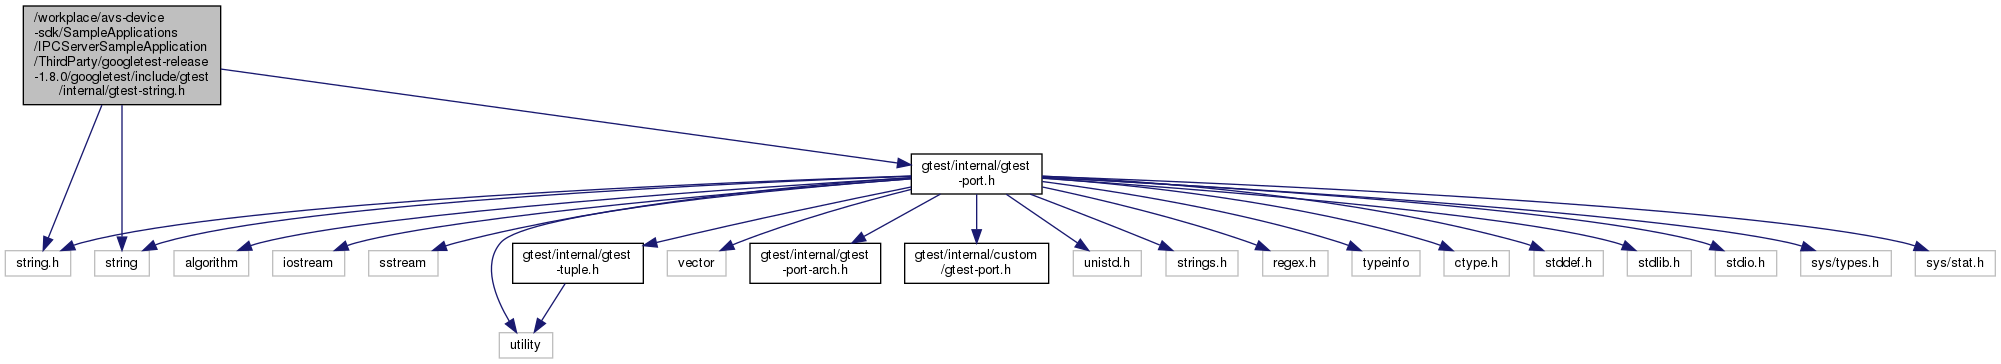 /workplace/avs-device
-sdk/SampleApplications
/IPCServerSampleApplication
/ThirdParty/googletest-release
-1.8.0/googletest/include/gtest
/internal/gtest-string.h
gtest/internal/gtest
-port.h
string.h
string
algorithm
iostream
sstream
gtest/internal/gtest
-tuple.h
vector
gtest/internal/gtest
-port-arch.h
gtest/internal/custom
/gtest-port.h
unistd.h
strings.h
regex.h
typeinfo
ctype.h
stddef.h
stdlib.h
stdio.h
sys/types.h
sys/stat.h
utility